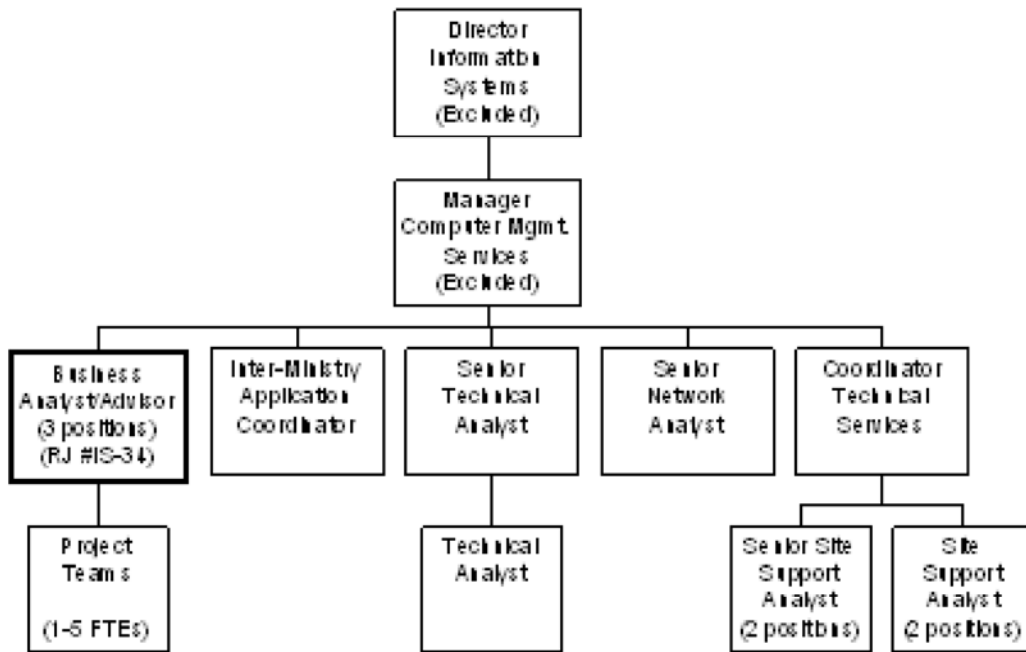 Director
Information
Systems
(Excluded)
Manager
Computer Mgmt.
Services
(Excluded)
Business
Analyst/Advisor
(3 positions)
(RJ #IS-34)
Inter-Ministry
Application
Coordinator
Senior
Technical
Analyst
Senior
Network
Analyst
Coordinator
Technical
Services
Project
Teams
(1-5 FTEs)
Technical
Analyst
Senior Site
Support
Analyst
(2 positions)
Site
Support
Analyst
(2 positions)